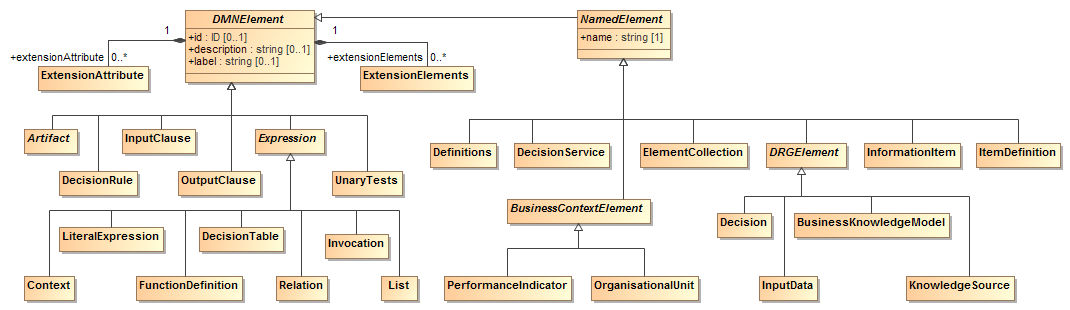 DMNElement
+id : ID [0..1]
+description : string [0..1]
+label : string [0..1]
NamedElement
+name : string [1]
1
1
+extensionAttribute 0..*
+extensionElements 0..*
ExtensionAttribute
ExtensionElements
Artifact
InputClause
Expression
DecisionRule
OutputClause
UnaryTests
LiteralExpression
DecisionTable
Invocation
Context
FunctionDefinition
Relation
List
Definitions
DecisionService
ElementCollection
DRGElement
InformationItem
ItemDefinition
BusinessContextElement
Decision
BusinessKnowledgeModel
PerformanceIndicator
OrganisationalUnit
InputData
KnowledgeSource